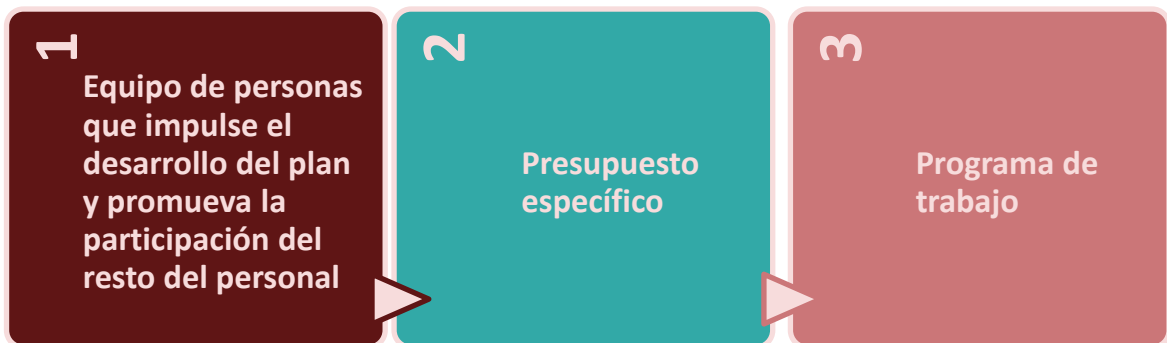 1
Equipo de personas
que impulse el
desarrollo del plan
y promueva la
participación del
resto del personal
2
Presupuesto
específico
3
Programa de
trabajo